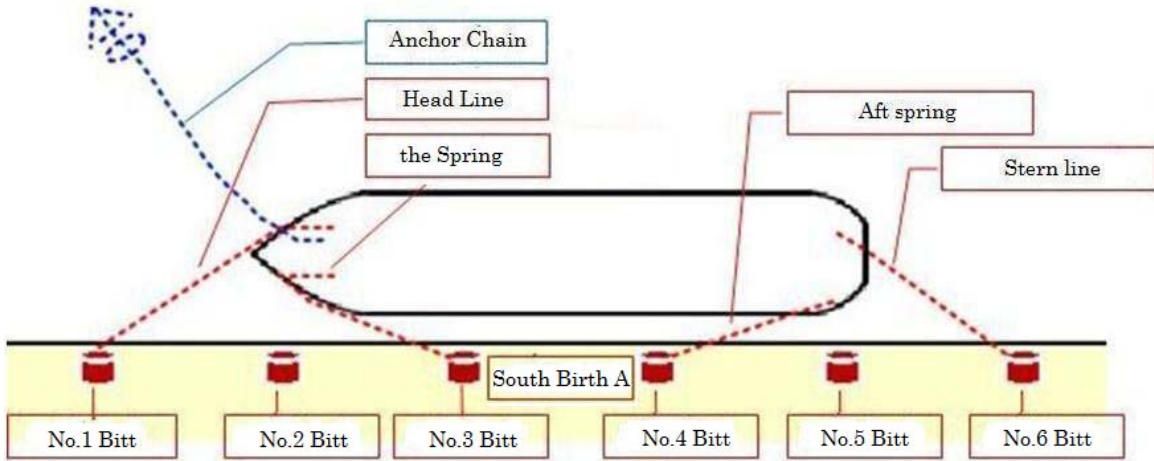 Anchor Chain
Head Line
the Spring
Aft spring
Stern line
South Birth A
No.1 Bitt
No.2 Bitt
No.3 Bitt
No.4 Bitt
No.5 Bitt
No.6 Bitt